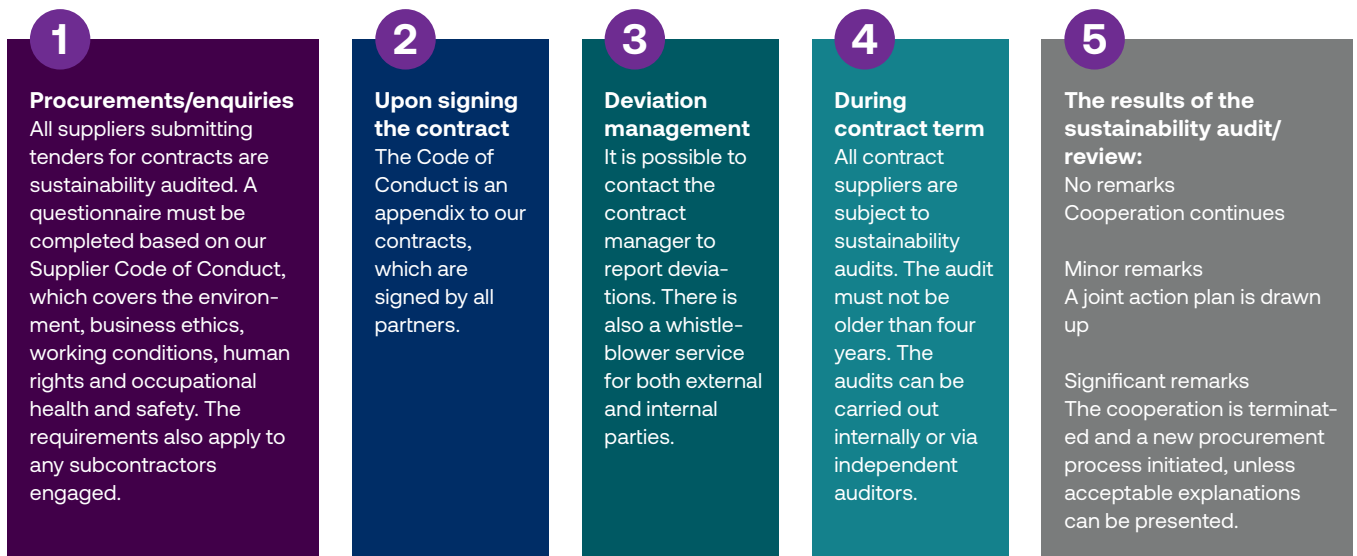 1
Procurements/enquiries
All suppliers submitting
tenders for contracts are
sustainability audited. A
questionnaire must be
completed based on our
Supplier Code of Conduct,
which covers the environ-
ment, business ethics,
working conditions, human
rights and occupational
health and safety. The
requirements also apply to
any subcontractors
engaged.
2
Upon signing
the contract
The Code of
Conduct is an
appendix to our
contracts,
which are
signed by all
partners.
3
Deviation
management
It is possible to
contact the
contract
manager to
report devia-
tions. There is
also a whistle-
blower service
for both external
and internal
parties.
4
During
contract term
All contract
suppliers are
subject to
sustainability
audits. The audit
must not be
older than four
years. The
audits can be
carried out
internally or via
independent
auditors.
5
The results of the
sustainability audit/
review:
No remarks
Cooperation continues
Minor remarks
A joint action plan is drawn
up
Significant remarks
The cooperation is terminat-
ed and a new procurement
process initiated, unless
acceptable explanations
can be presented.